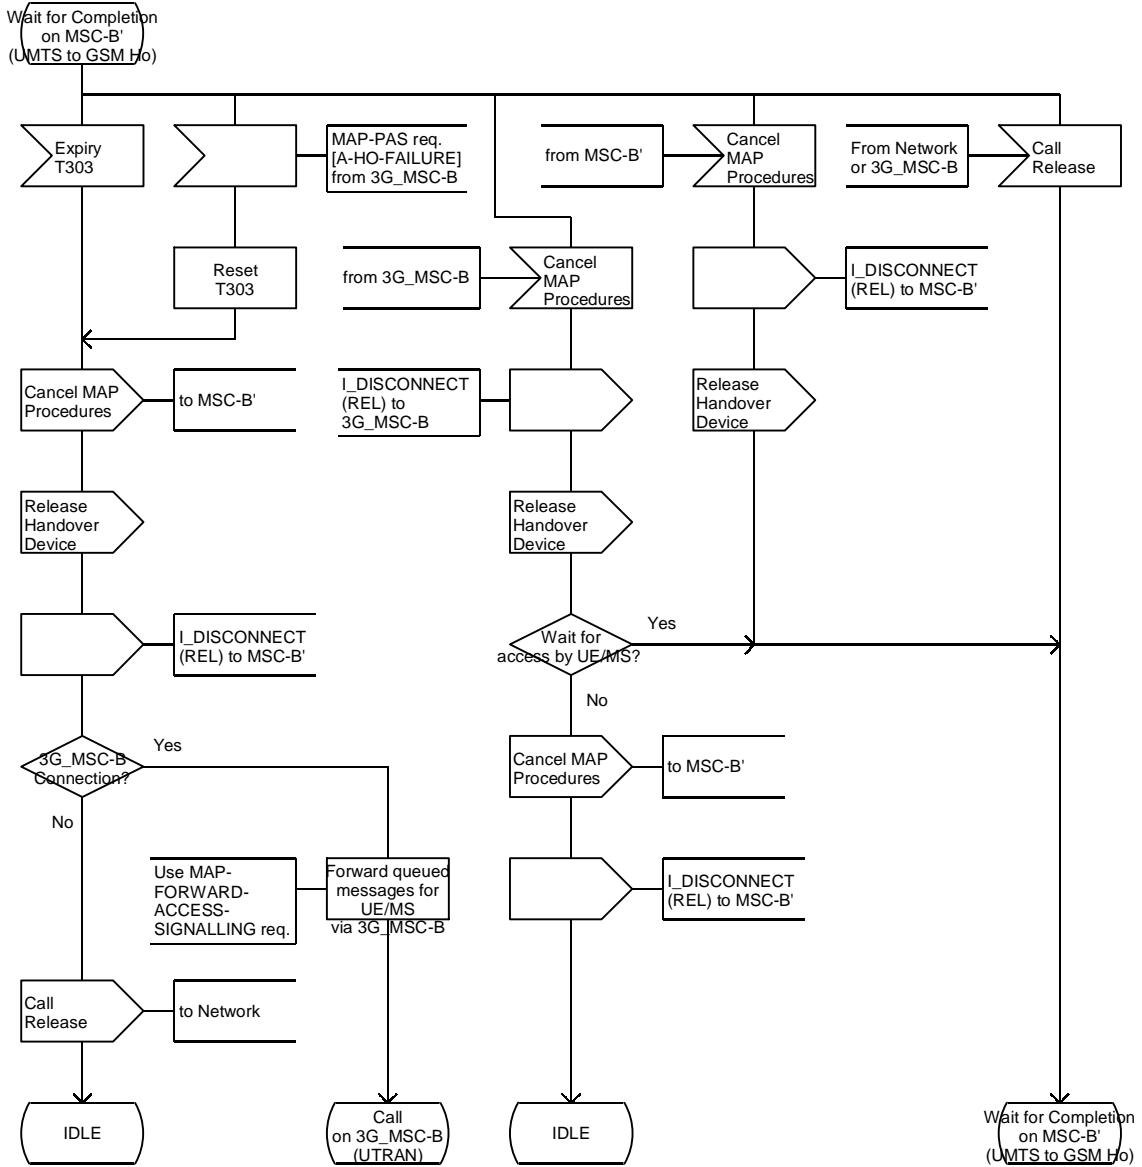 Wait for Completion
on MSC-B'
(UMTS to GSM Ho)
Expiry
T303
MAP-PAS req.
[A-HO-FAILURE]
from 3G_MSC-B
from MSC-B'
Cancel
MAP
Procedures
From Network
or 3G_MSC-B
Call
Release
Reset
T303
from 3G_MSC-B
Cancel
MAP
Procedures
I_DISCONNECT
(REL) to MSC-B'
Cancel MAP
Procedures
to MSC-B'
I_DISCONNECT
(REL) to
3G_MSC-B
Release
Handover
Device
Release
Handover
Device
Release
Handover
Device
I_DISCONNECT
(REL) to MSC-B'
Wait for
access by UE/MS?
Yes
No
3G_MSC-B
Connection?
Yes
No
Cancel MAP
Procedures
to MSC-B'
Use MAP-
FORWARD-
ACCESS-
SIGNALLING req.
Forward queued
messages for
UE/MS
via 3G_MSC-B
I_DISCONNECT
(REL) to MSC-B'
Call
Release
to Network
IDLE
Call
on 3G_MSC-B
(UTRAN)
IDLE
Wait for Completion
on MSC-B'
(UMTS to GSM Ho)